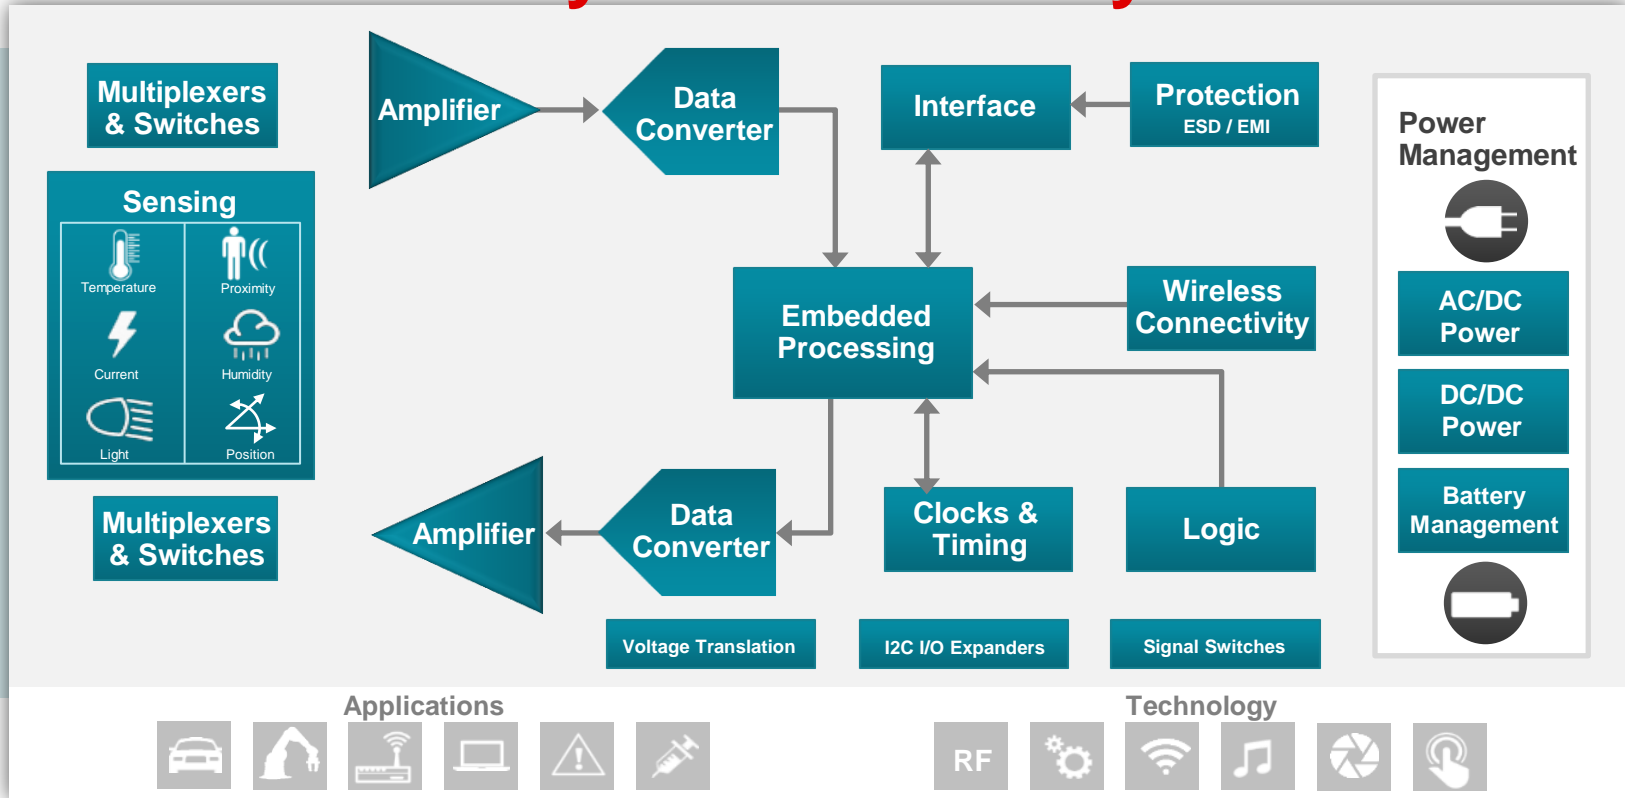 Multiplexers
& Switches
Sensing
Temperature
Proximity
Current
Humidity
Light
Position
Multiplexers
& Switches
Amplifier
Data
Converter
Interface
Protection
ESD / EMI
Embedded
Processing
Wireless
Connectivity
Amplifier
Data
Converter
Clocks &
Timing
Logic
Voltage Translation
I2C I/O Expanders
Signal Switches
Power
Management
AC/DC
Power
DC/DC
Power
Battery
Management
Applications
Technology
RF